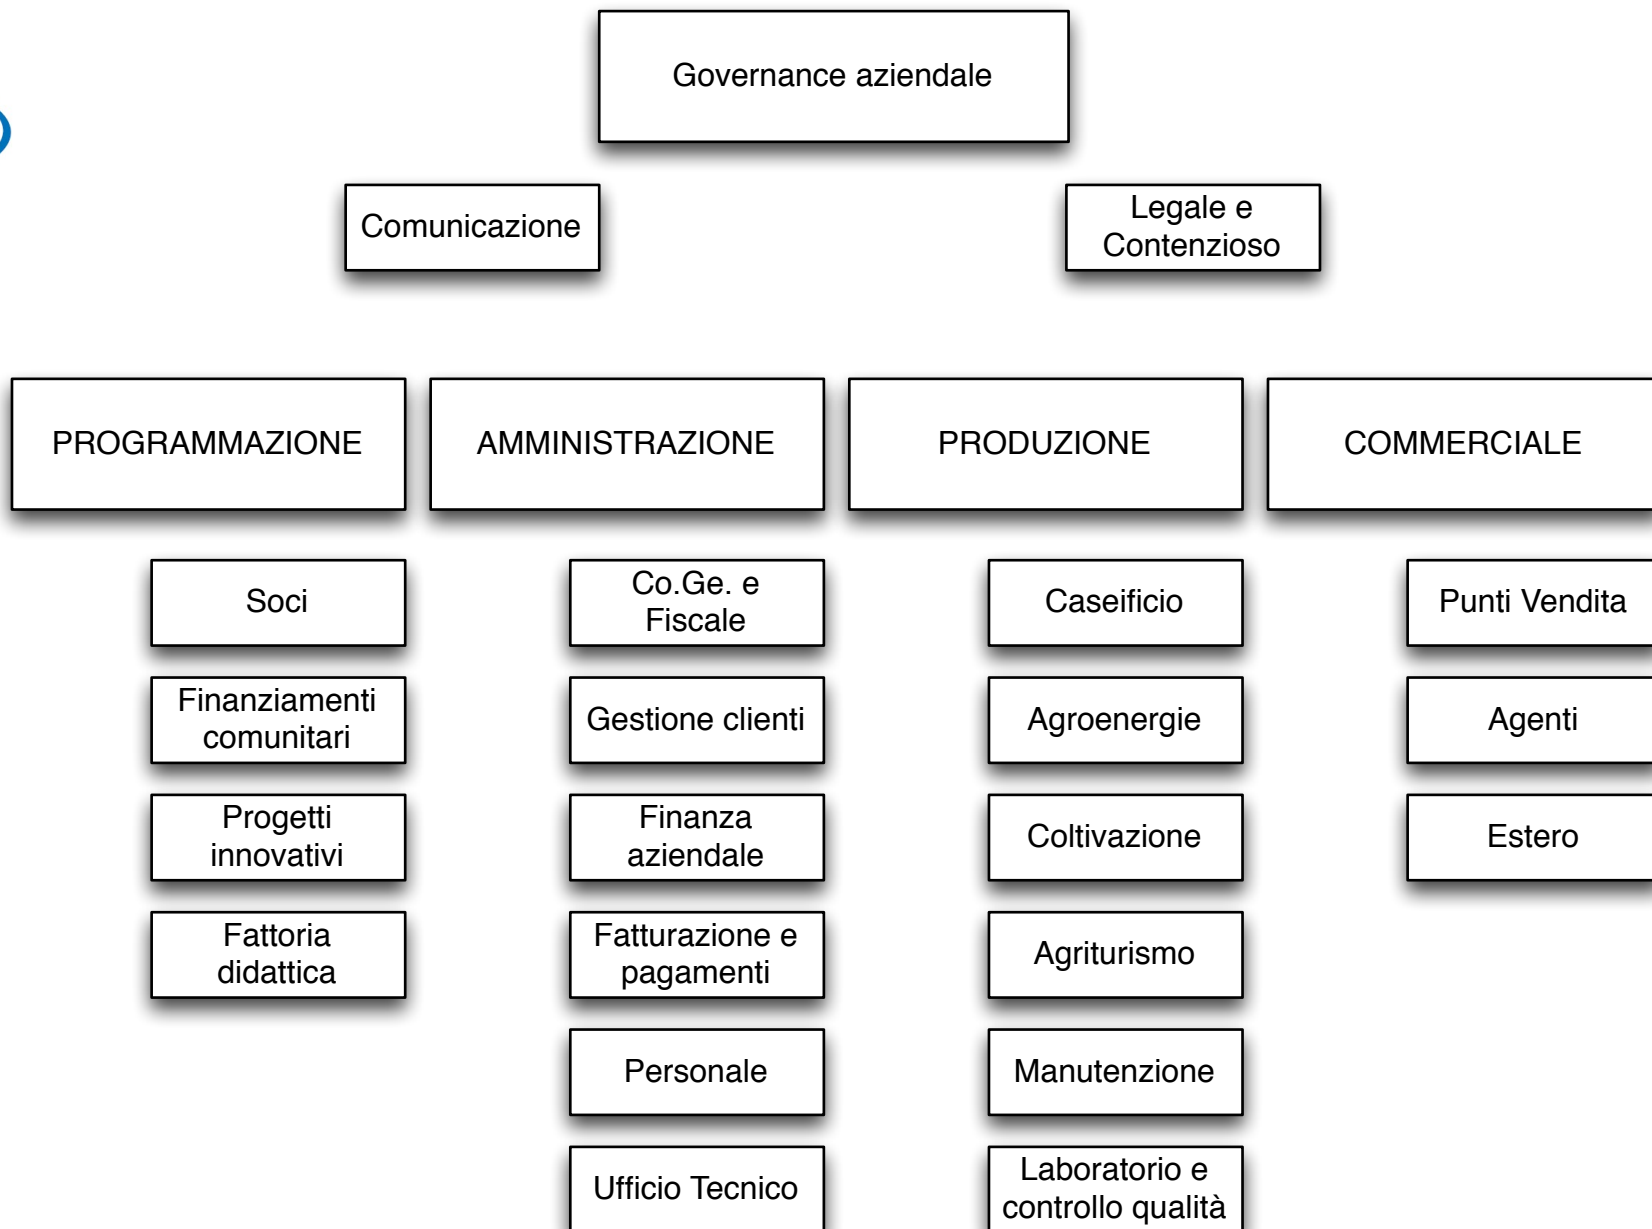 Governance aziendale
Comunicazione
Legale e
Contenzioso
PROGRAMMAZIONE
AMMINISTRAZIONE
PRODUZIONE
COMMERCIALE
Soci
Finanziamenti
comunitari
Progetti
innovativi
Fattoria
didattica
Co.Ge. e
Fiscale
Gestione clienti
Finanza
aziendale
Fatturazione e
pagamenti
Personale
Ufficio Tecnico
Caseificio
Agroenergie
Coltivazione
Agriturismo
Manutenzione
Laboratorio e
controllo qualità
Punti Vendita
Agenti
Estero